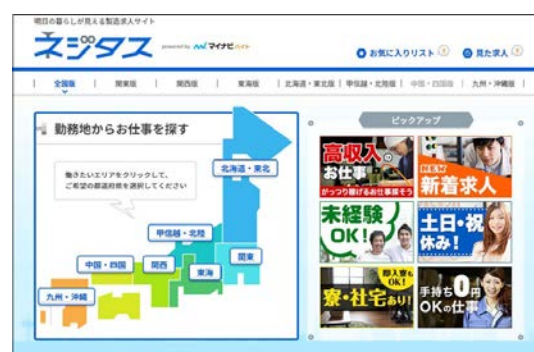 明日の暮らしが見える製造求人サイト
ネジタス powered by マイナビバイト
お気に入りリスト 見た求人
全国版 | 関東版 | 関西版 | 東海版 | 北海道・東北版 | 甲信越・北陸版 | 中国・四国版 | 九州・沖縄版
勤務地からお仕事を探す
働きたいエリアをクリックして、
ご希望の都道府県を選択してください
北海道・東北
甲信越・北陸
関東
中国・四国
関西
東海
九州・沖縄
ピックアップ
高収入の
お仕事
がっつり稼げるお仕事探そう
NEW
新着求人
未経験
OK!
土日・祝
休み!
即入寮も
OK!
寮・社宅あり!
手持ち0円
OKの仕事